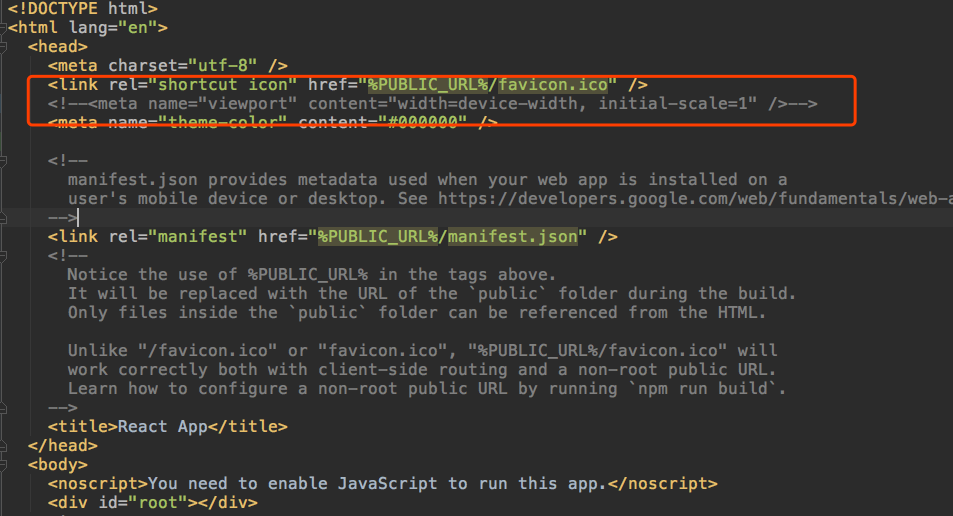 <!DOCTYPE html>
<html lang="en">
<head>
<meta charset="utf-8" />
<link rel="shortcut icon" href="%PUBLIC_URL%/favicon.ico" />
<!--<meta name="viewport" content="width=device-width, initial-scale=1" />-->
<meta name="theme-color" content="#000000" />
<!--
manifest.json provides metadata used when your web app is installed on a
user's mobile device or desktop. See https://developers.google.com/web/fundamentals/web-a
-->
<link rel="manifest" href="%PUBLIC_URL%/manifest.json" />
<!--
Notice the use of %PUBLIC_URL% in the tags above.
It will be replaced with the URL of the `public` folder during the build.
Only files inside the `public` folder can be referenced from the HTML.
Unlike "/favicon.ico" or "favicon.ico", "%PUBLIC_URL%/favicon.ico" will
work correctly both with client-side routing and a non-root public URL.
Learn how to configure a non-root public URL by running `npm run build`.
-->
<title>React App</title>
</head>
<body>
<noscript>You need to enable JavaScript to run this app.</noscript>
<div id="root"></div>